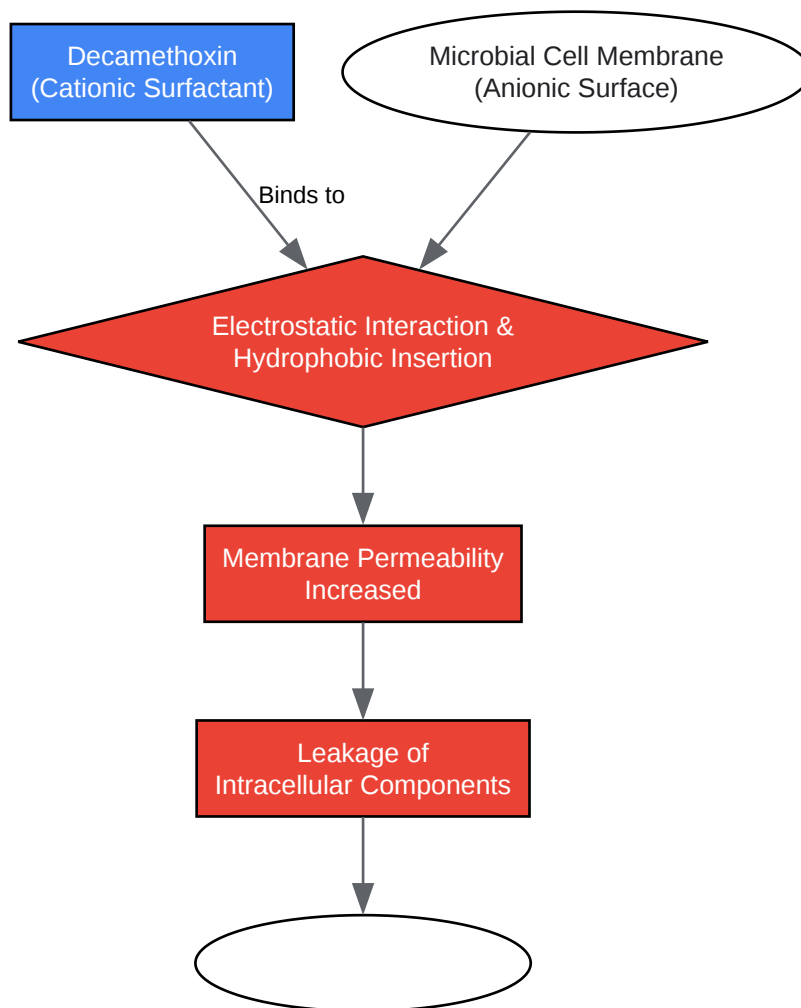 Decamethoxin
(Cationic Surfactant)
Microbial Cell Membrane
(Anionic Surface)
Binds to
Electrostatic Interaction &
Hydrophobic Insertion
Membrane Permeability
Increased
Leakage of
Intracellular Components